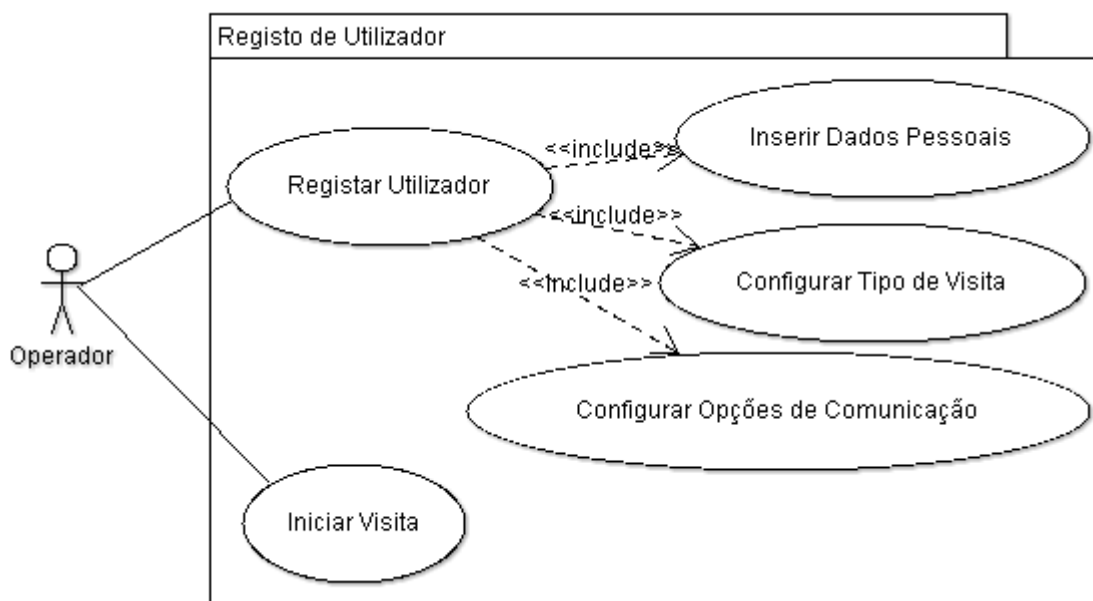 Registo de Utilizador
Inserir Dados Pessoais
<<include>>
Registar Utilizador
<<include>>
Configurar Tipo de Visita
<<include>>
Operador
Configurar Opções de Comunicação
Iniciar Visita